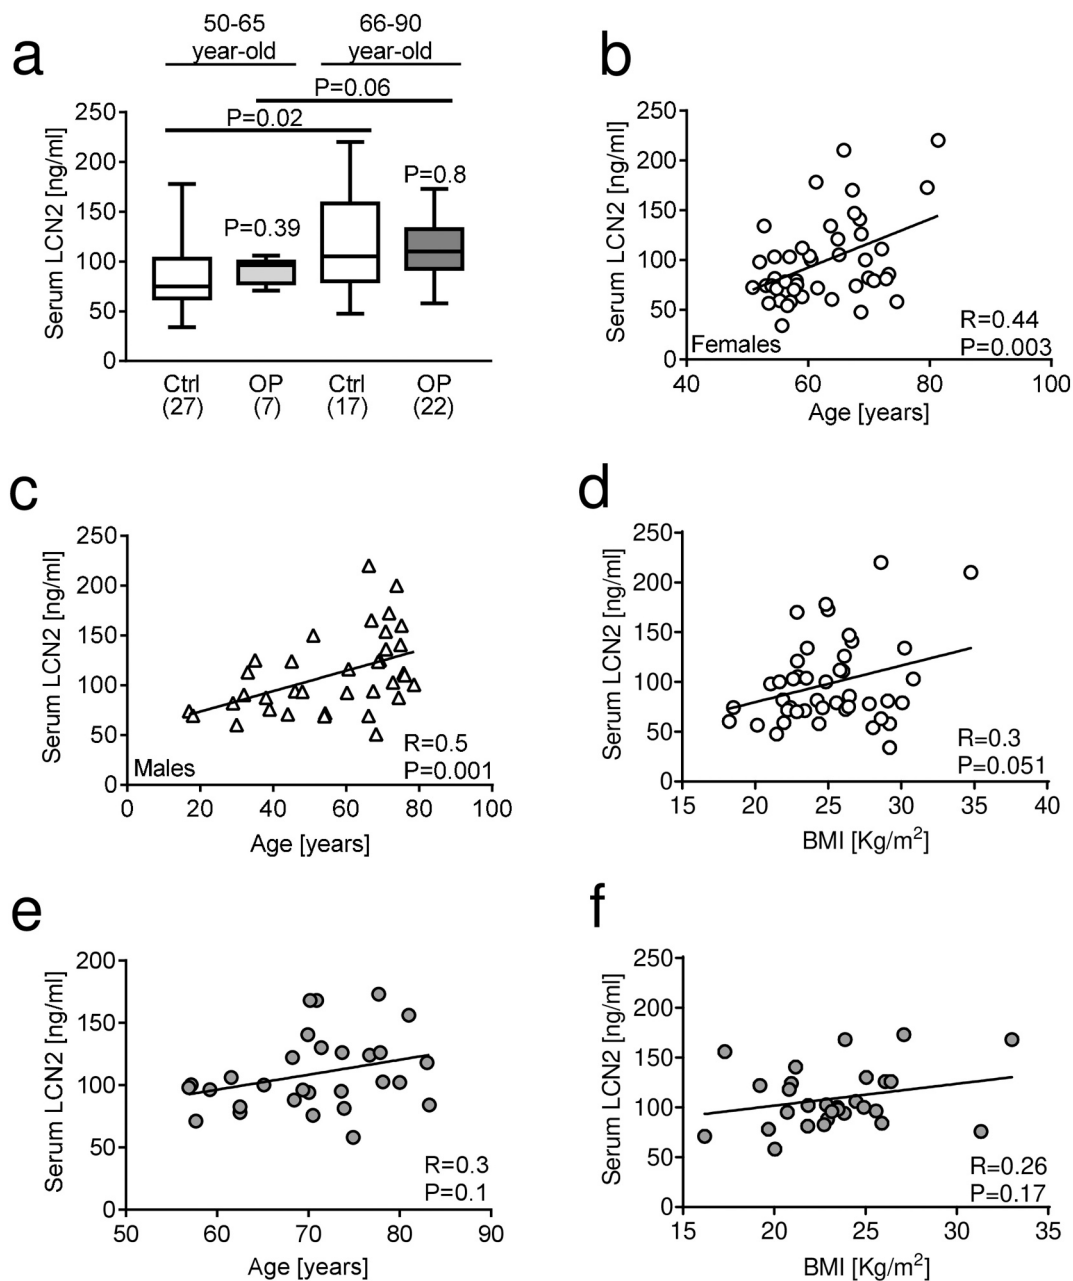 a
50-65
year-old
66-90
year-old
P=0.06
P=0.02
P=0.39
P=0.8
Serum LCN2 [ng/ml]
250
200
150
100
50
0
Ctrl
(27)
OP
(7)
Ctrl
(17)
OP
(22)
b
Serum LCN2 [ng/ml]
250
200
150
100
50
0
Females
R=0.44
P=0.003
40
60
80
100
Age [years]
c
Serum LCN2 [ng/ml]
250
200
150
100
50
0
Males
R=0.5
P=0.001
0
20
40
60
80
100
Age [years]
d
Serum LCN2 [ng/ml]
250
200
150
100
50
0
R=0.3
P=0.051
15
20
25
30
35
40
BMI [Kg/m²]
e
Serum LCN2 [ng/ml]
200
150
100
50
0
R=0.3
P=0.1
50
60
70
80
90
Age [years]
f
Serum LCN2 [ng/ml]
250
200
150
100
50
0
R=0.26
P=0.17
15
20
25
30
35
BMI [Kg/m²]